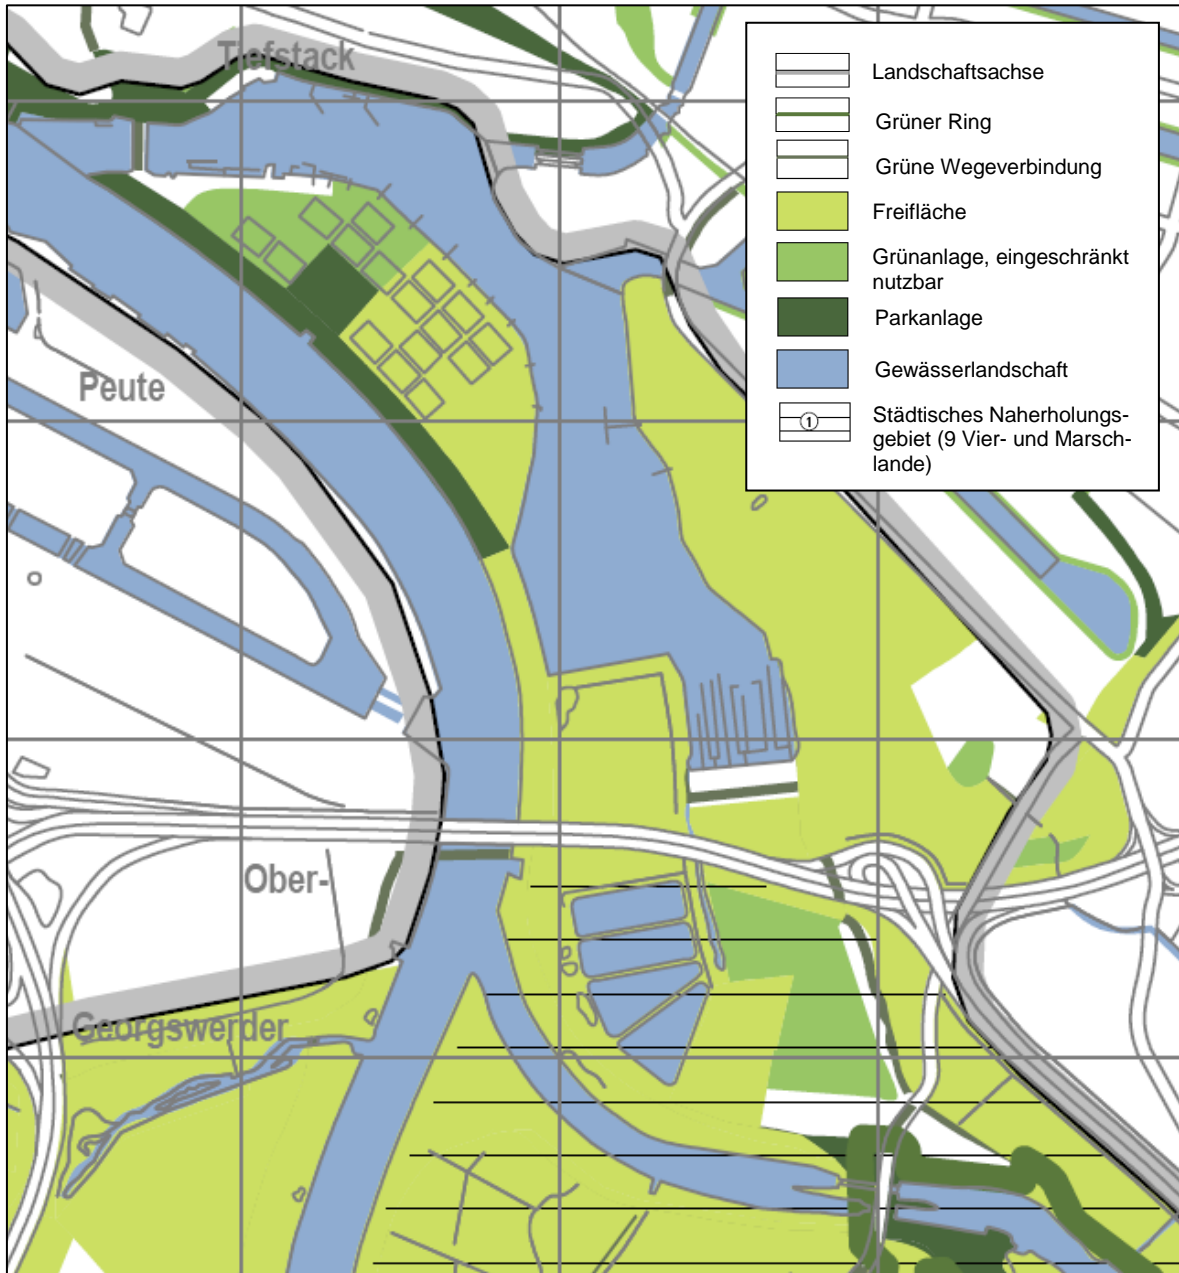 Tiefstack
Landschaftsachse
Grüner Ring
Grüne Wegeverbindung
Freifläche
Grünanlage, eingeschränkt
nutzbar
Parkanlage
Gewässerlandschaft
1
Städtisches Naherholungs-
gebiet (9 Vier- und Marsch-
lande)
Peute
Ober-
Georgswerder